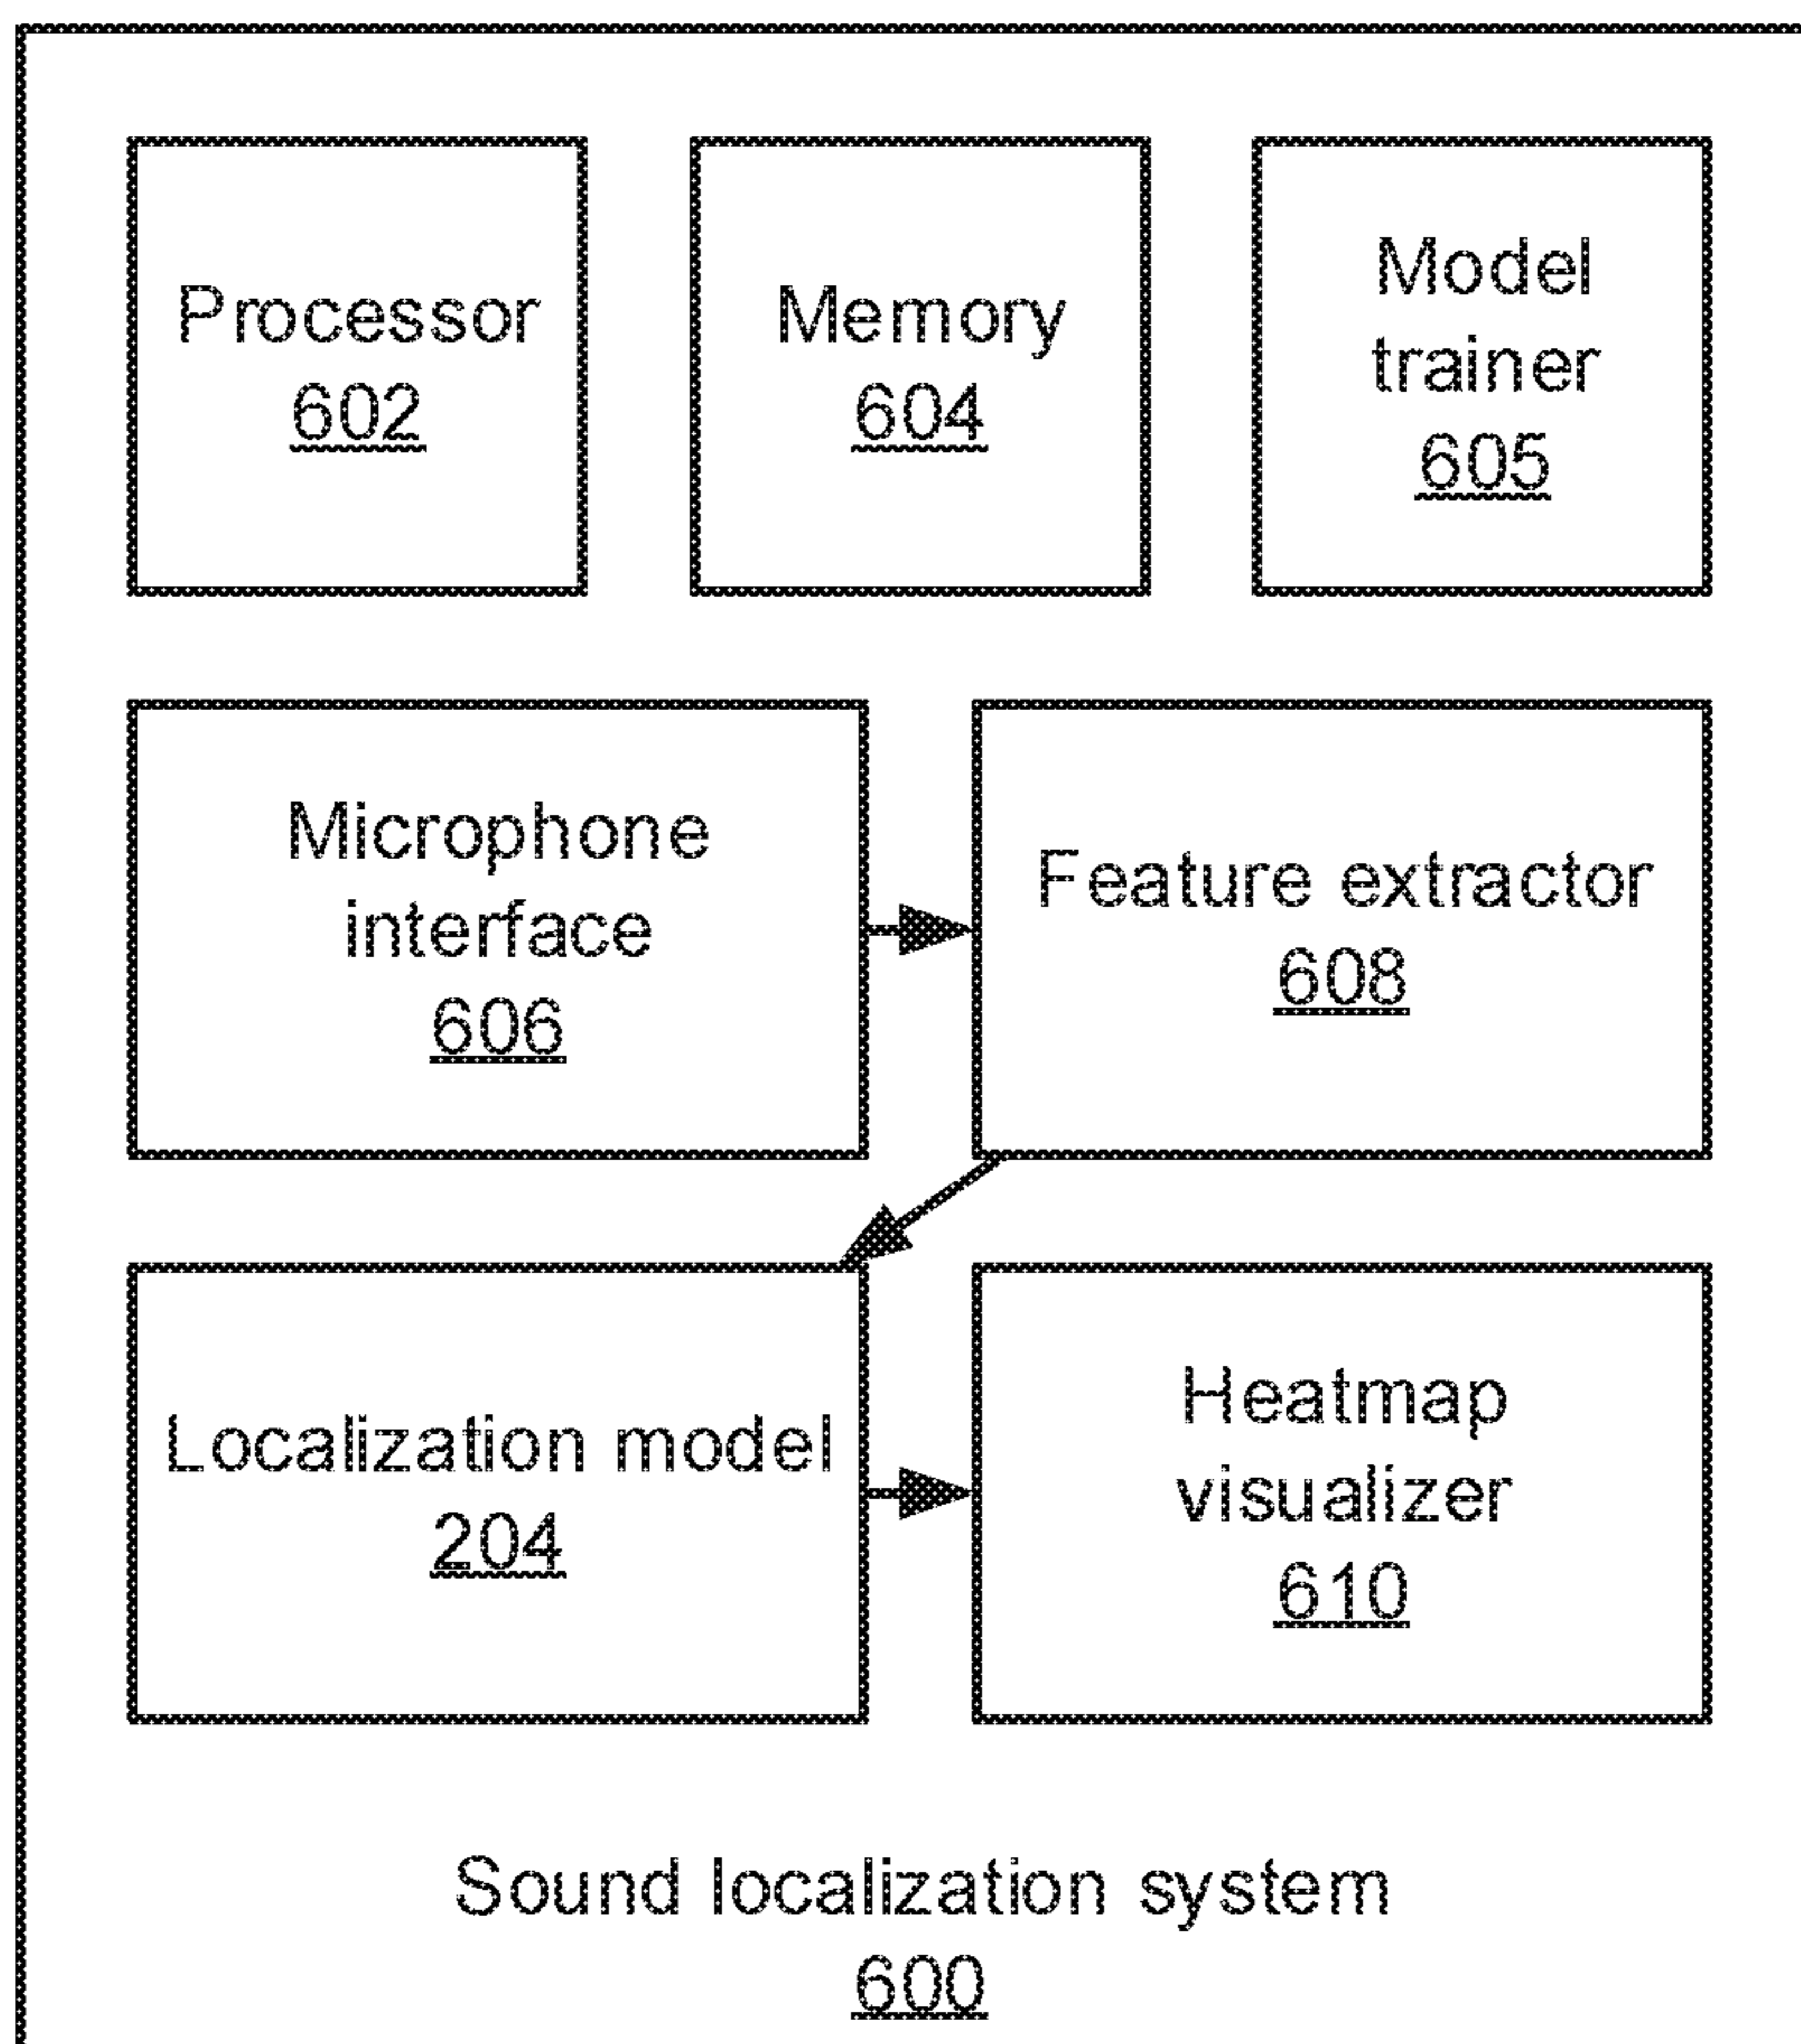 Processor
602
Memory
604
Model
trainer
605
Microphone
interface
606
Feature extractor
608
Localization model
204
Heatmap
visualizer
610
Sound localization system
600